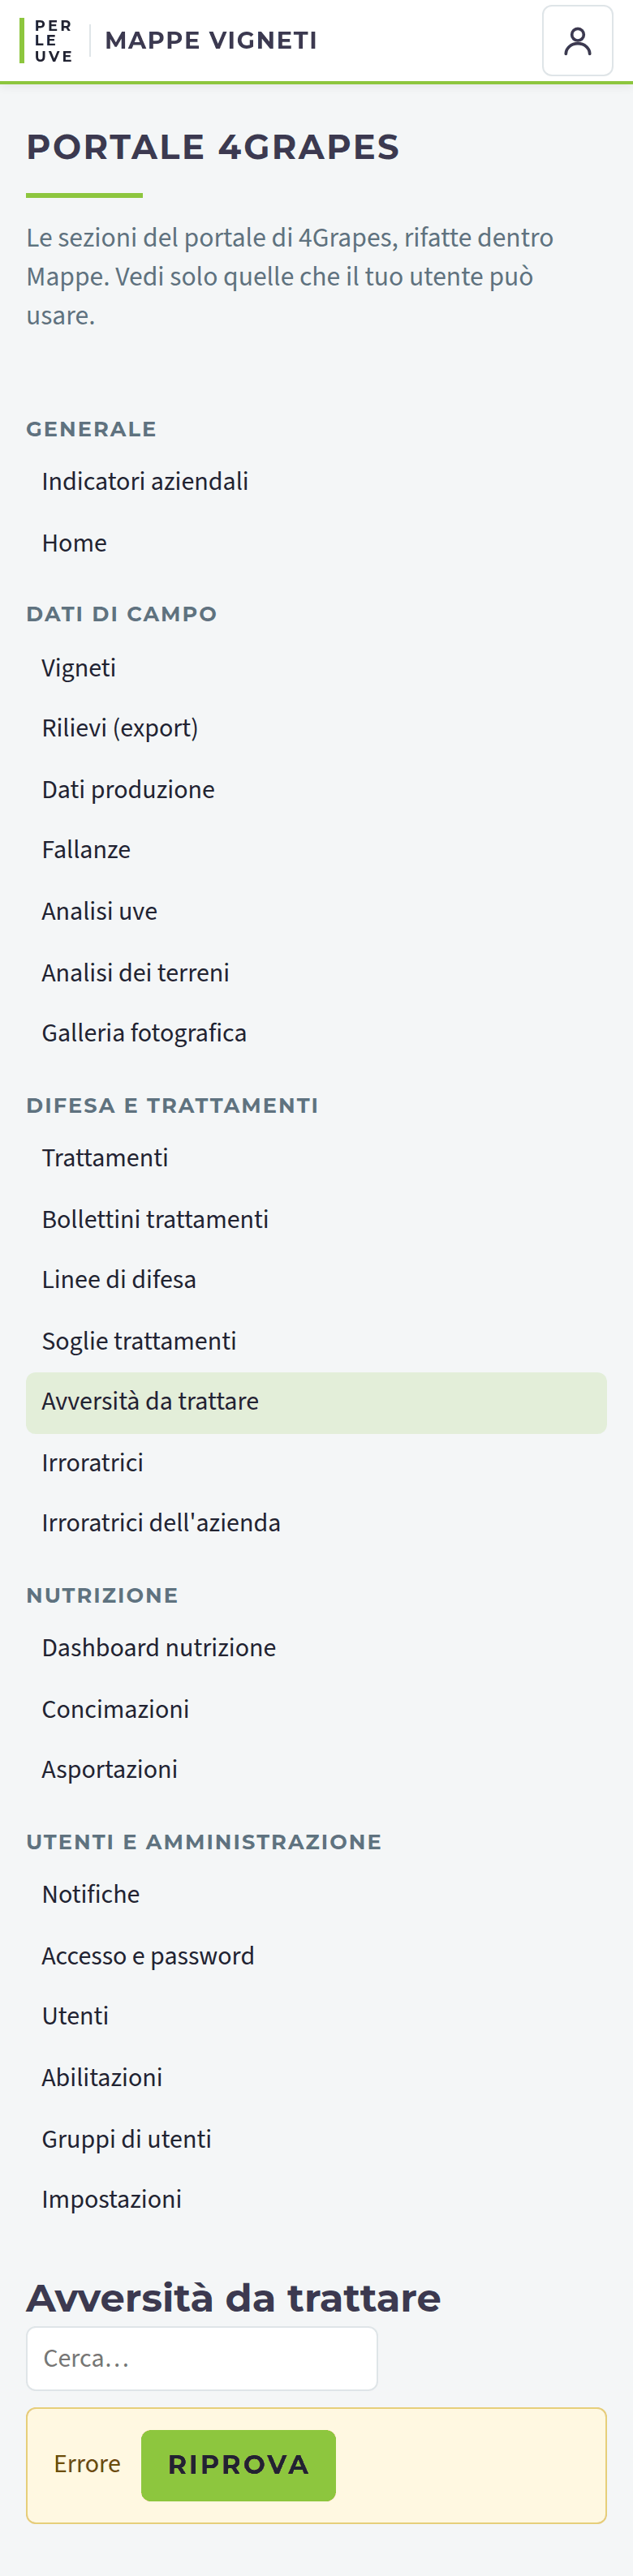 PER
LE
UVE
MAPPE VIGNETI
PORTALE 4GRAPES
Le sezioni del portale di 4Grapes, rifatte dentro
Mappe. Vedi solo quelle che il tuo utente può
usare.
GENERALE
Indicatori aziendali
Home
DATI DI CAMPO
Vigneti
Rilievi (export)
Dati produzione
Fallanze
Analisi uve
Analisi dei terreni
Galleria fotografica
DIFESA E TRATTAMENTI
Trattamenti
Bollettini trattamenti
Linee di difesa
Soglie trattamenti
Avversità da trattare
Irroratrici
Irroratrici dell'azienda
NUTRIZIONE
Dashboard nutrizione
Concimazioni
Asportazioni
UTENTI E AMMINISTRAZIONE
Notifiche
Accesso e password
Utenti
Abilitazioni
Gruppi di utenti
Impostazioni
Avversità da trattare
Cerca...
Errore RIPROVA